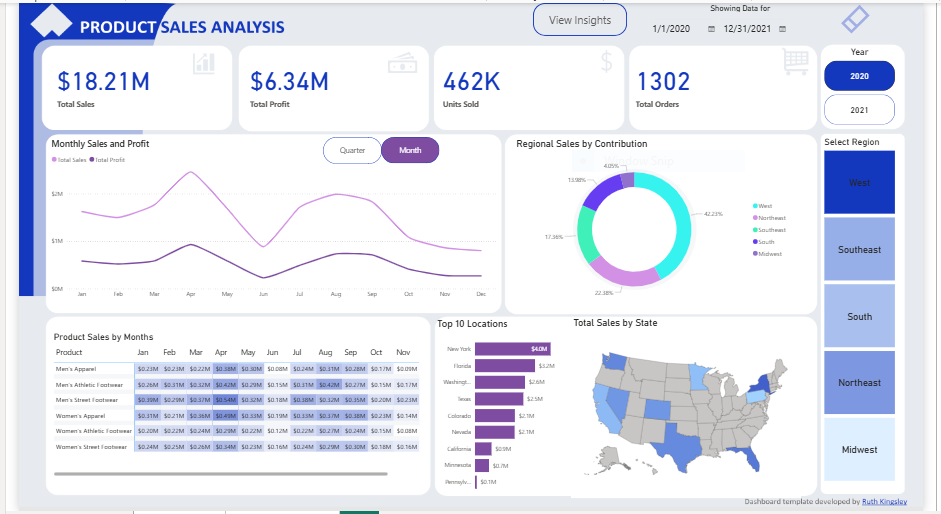 PRODUCT SALES ANALYSIS
View Insights
Showing Data for
1/1/2020 12/31/2021
$18.21M
Total Sales
$6.34M
Total Profit
462K
Units Sold
$
1302
Total Orders
Year
2020
2021
Monthly Sales and Profit
Total Sales Total Profit
Quarter Month
$2M
$1M
$0M
Jan Feb Mar Apr May Jun Jul Aug Sep Oct Nov Dec
Regional Sales by Contribution
4.05%
13.98%
17.36%
22.38%
42.23%
West
Northeast
Southeast
South
Midwest
Select Region
West
Southeast
South
Northeast
Midwest
Product Sales by Months
Product Jan Feb Mar Apr May Jun Jul Aug Sep Oct Nov
Men's Apparel $0.23M $0.23M $0.22M $0.38M $0.30M $0.08M $0.24M $0.31M $0.28M $0.17M $0.09M
Men's Athletic Footwear $0.26M $0.31M $0.32M $0.42M $0.29M $0.15M $0.31M $0.42M $0.27M $0.15M $0.17M
Men's Street Footwear $0.39M $0.29M $0.37M $0.54M $0.32M $0.18M $0.38M $0.32M $0.35M $0.20M $0.23M
Women's Apparel $0.31M $0.21M $0.36M $0.49M $0.33M $0.19M $0.33M $0.37M $0.38M $0.23M $0.14M
Women's Athletic Footwear $0.20M $0.22M $0.24M $0.29M $0.22M $0.12M $0.22M $0.27M $0.24M $0.15M $0.08M
Women's Street Footwear $0.24M $0.25M $0.26M $0.34M $0.23M $0.16M $0.24M $0.29M $0.30M $0.18M $0.16M
Top 10 Locations
New York $4.0M
Florida $3.2M
Washingt... $2.6M
Texas $2.5M
Colorado $2.1M
Nevada $2.1M
California $0.9M
Minnesota $0.7M
Pennsylv... $0.1M
Total Sales by State
Dashboard template developed by Ruth Kingsley